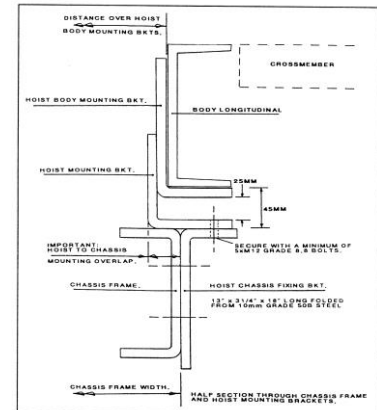 DISTANCE OVER HOIST
BODY MOUNTING BKTS.
CROSSMEMBER
HOIST BODY MOUNTING BKT.
BODY LONGITUDINAL
HOIST MOUNTING BKT.
25MM
45MM
IMPORTANT:
HOIST TO CHASSIS
MOUNTING OVERLAP.
SECURE WITH A MINIMUM OF
5xM12 GRADE 8.8 BOLTS.
CHASSIS FRAME.
HOIST CHASSIS FIXING BKT.
13" x 3 1/4" x 18" LONG FOLDED
FROM 10mm GRADE 50B STEEL
CHASSIS FRAME WIDTH.
HALF SECTION THROUGH CHASSIS FRAME
AND HOIST MOUNTING BRACKETS.